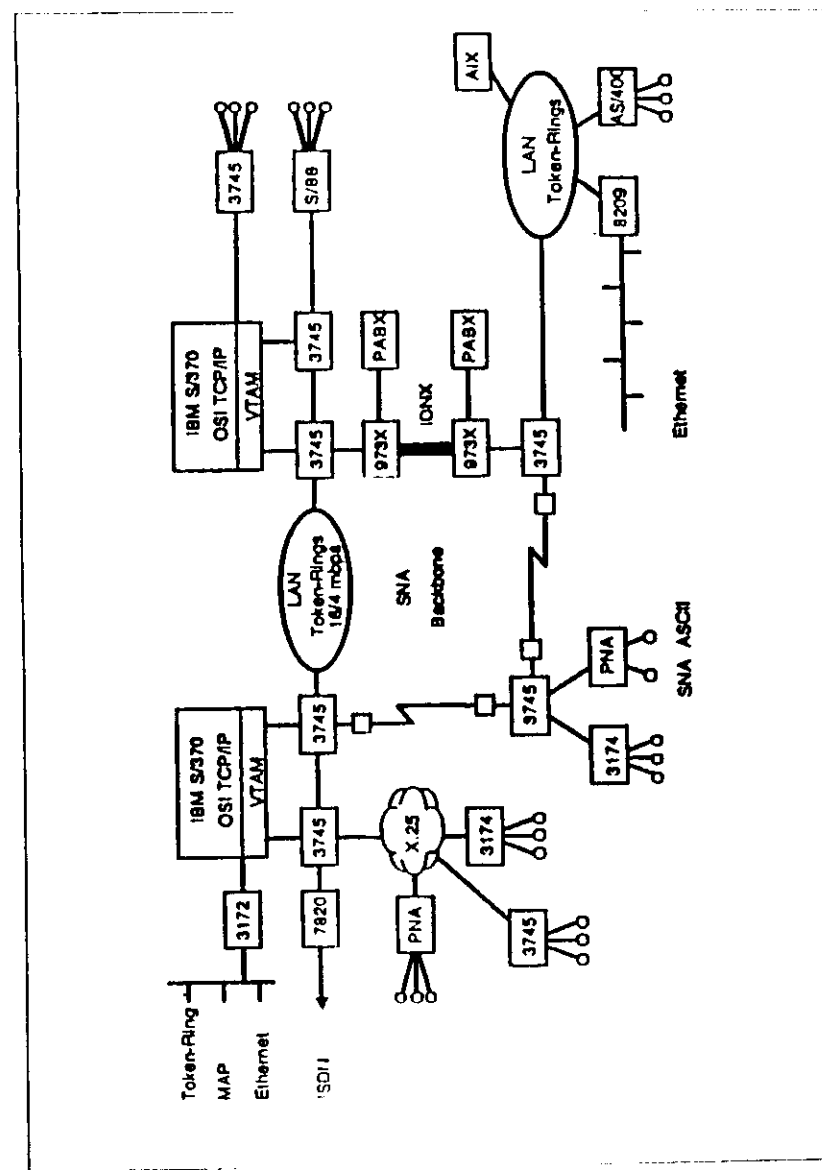 Token-Ring
MAP
Ethernet
ISDN
3172
7820
IBM S/370
OSI TCP/IP
VTAM
3745
3745
X.25
PNA
3174
3745
LAN
Token-Rings
16/4 mbps
SNA
Backbone
3745
3174
PNA
SNA ASCII
IBM S/370
OSI TCP/IP
VTAM
3745
3745
3745
S/88
973X
PABX
IDNX
973X
PABX
3745
LAN
Token-Rings
AIX
AS/400
8209
Ethernet